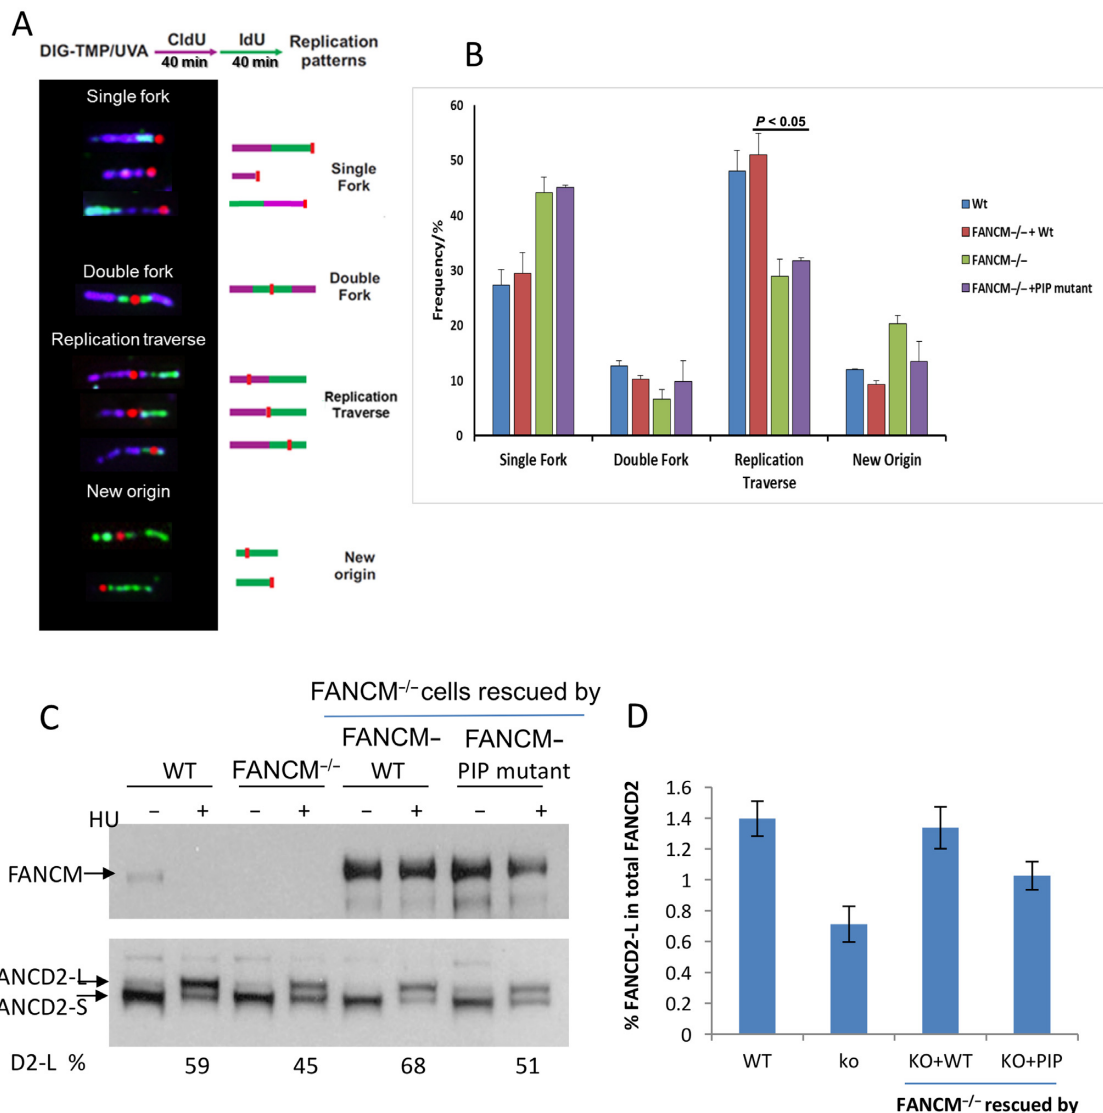 A
DIG-TMP/UVA
CldU
40 min
IdU
40 min
Replication
patterns
Single fork
Single
Fork
Double fork
Double
Fork
Replication traverse
Replication
Traverse
New origin
New
origin
B
Frequency/%
60
50
40
30
20
10
0
P < 0.05
Single Fork
Double Fork
Replication
Traverse
New Origin
Wt
FANCM−/−+ Wt
FANCM−/−
FANCM−/−+PIP mutant
C
FANCM−/− cells rescued by
WT
FANCM−/−
FANCM−
WT
FANCM−
PIP mutant
HU
− + − + − + − +
FANCM
ANCD2-L
ANCD2-S
D2-L % 59 45 68 51
D
% FANCD2-L in total FANCD2
1.6
1.4
1.2
1
0.8
0.6
0.4
0.2
0
WT ko KO+WT KO+PIP
FANCM−/− rescued by